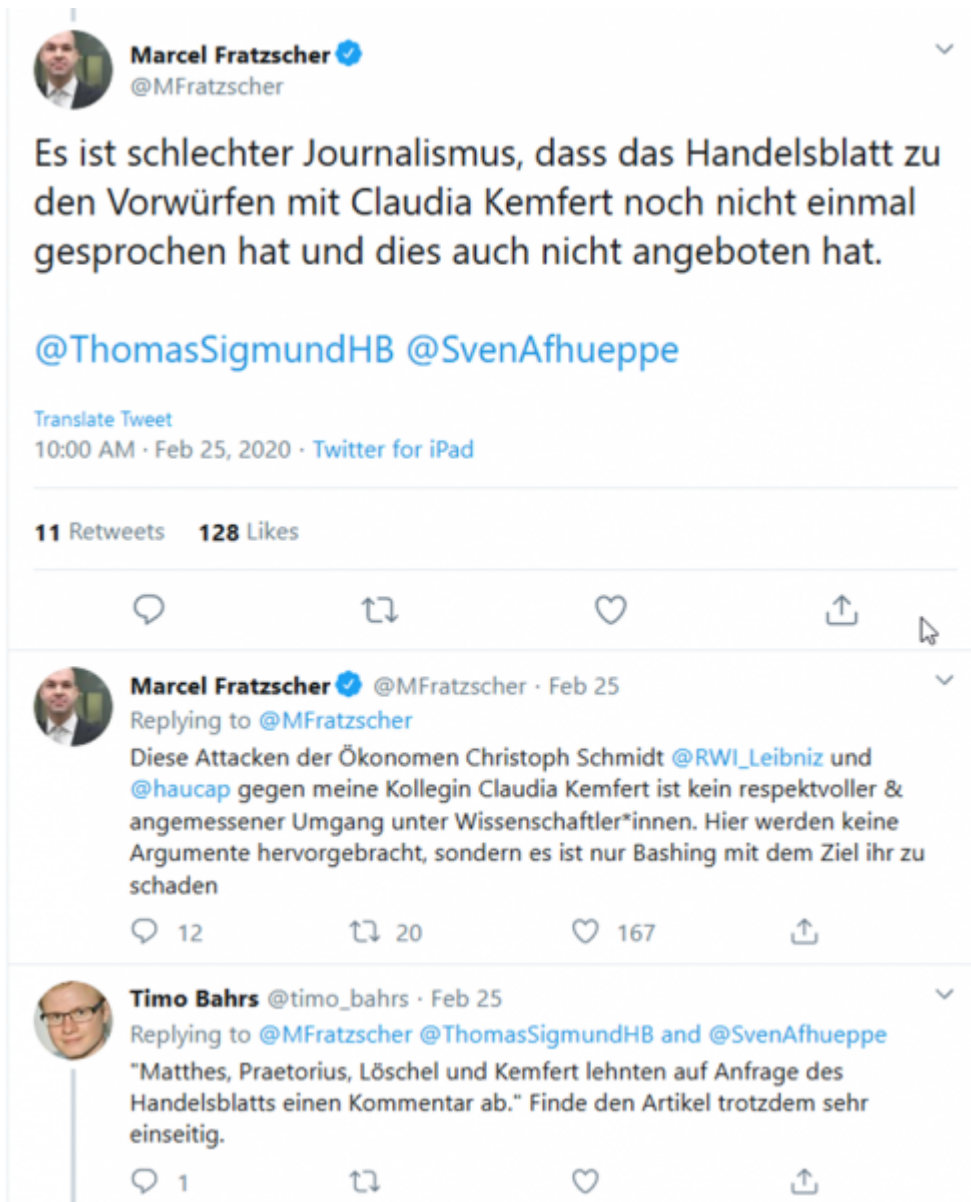 Marcel Fratzscher
@MFratzscher
Es ist schlechter Journalismus, dass das Handelsblatt zu
den Vorwürfen mit Claudia Kemfert noch nicht einmal
gesprochen hat und dies auch nicht angeboten hat.
@ThomasSigmundHB @SvenAfhueppe
Translate Tweet
10:00 AM · Feb 25, 2020 · Twitter for iPad
11 Retweets 128 Likes
Marcel Fratzscher @MFratzscher · Feb 25
Replying to @MFratzscher
Diese Attacken der Ökonomen Christoph Schmidt @RWI_Leibniz und
@haucap gegen meine Kollegin Claudia Kemfert ist kein respektvoller &
angemessener Umgang unter Wissenschaftler*innen. Hier werden keine
Argumente hervorgebracht, sondern es ist nur Bashing mit dem Ziel ihr zu
schaden
12 20 167
Timo Bahrs @timo_bahrs · Feb 25
Replying to @MFratzscher @ThomasSigmundHB and @SvenAfhueppe
"Matthes, Praetorius, Löschel und Kemfert lehnten auf Anfrage des
Handelsblatts einen Kommentar ab." Finde den Artikel trotzdem sehr
einseitig.
1